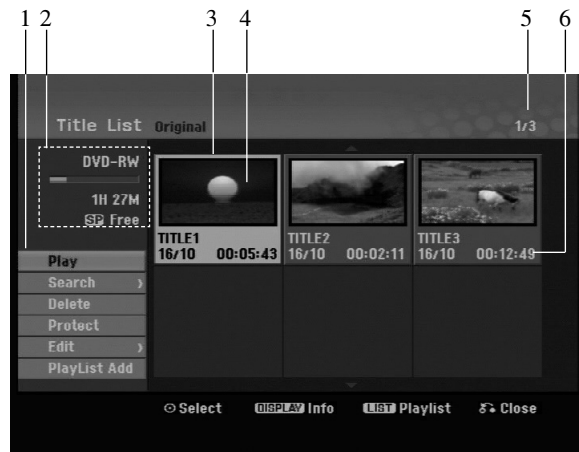 1 2 3 4 5 6
Title List Original 1/3
DVD-RW
1H 27M
SP Free
Play
Search
Delete
Protect
Edit
PlayList Add
TITLE1
16/10 00:05:43
TITLE2
16/10 00:02:11
TITLE3
16/10 00:12:49
Select DISPLAY Info LIST Playlist Close